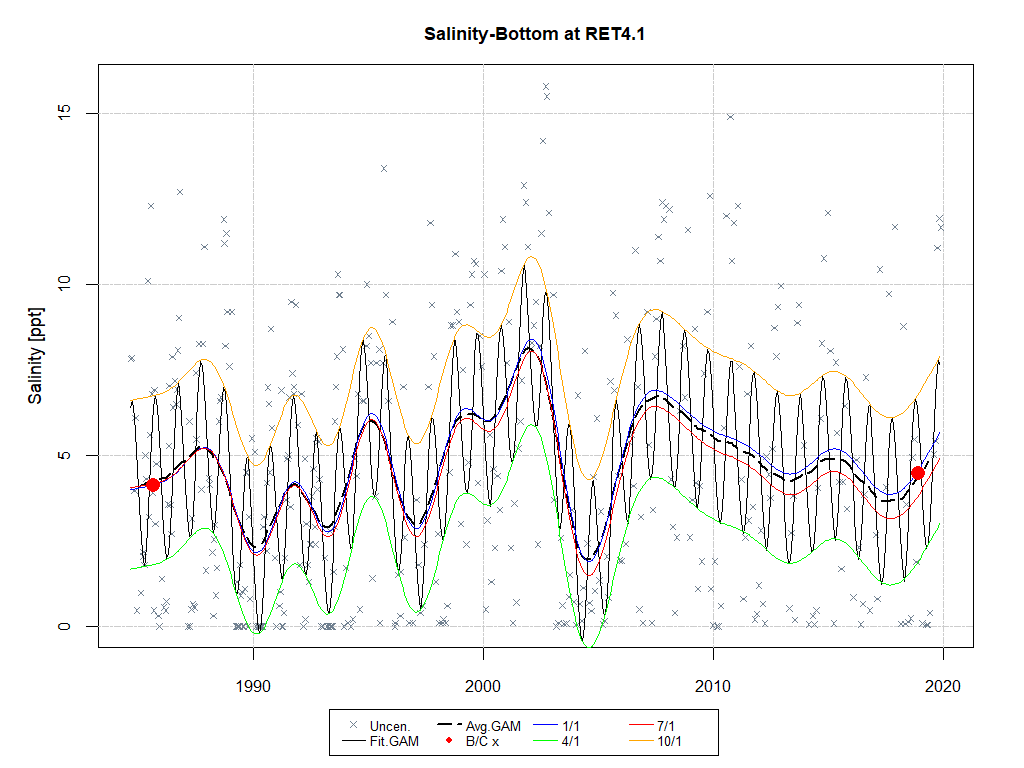 Salinity-Bottom at RET4.1
Salinity [ppt]
15
10
5
0
1990 2000 2010 2020
Uncen. Avg.GAM 1/1 7/1
Fit.GAM B/C x 4/1 10/1